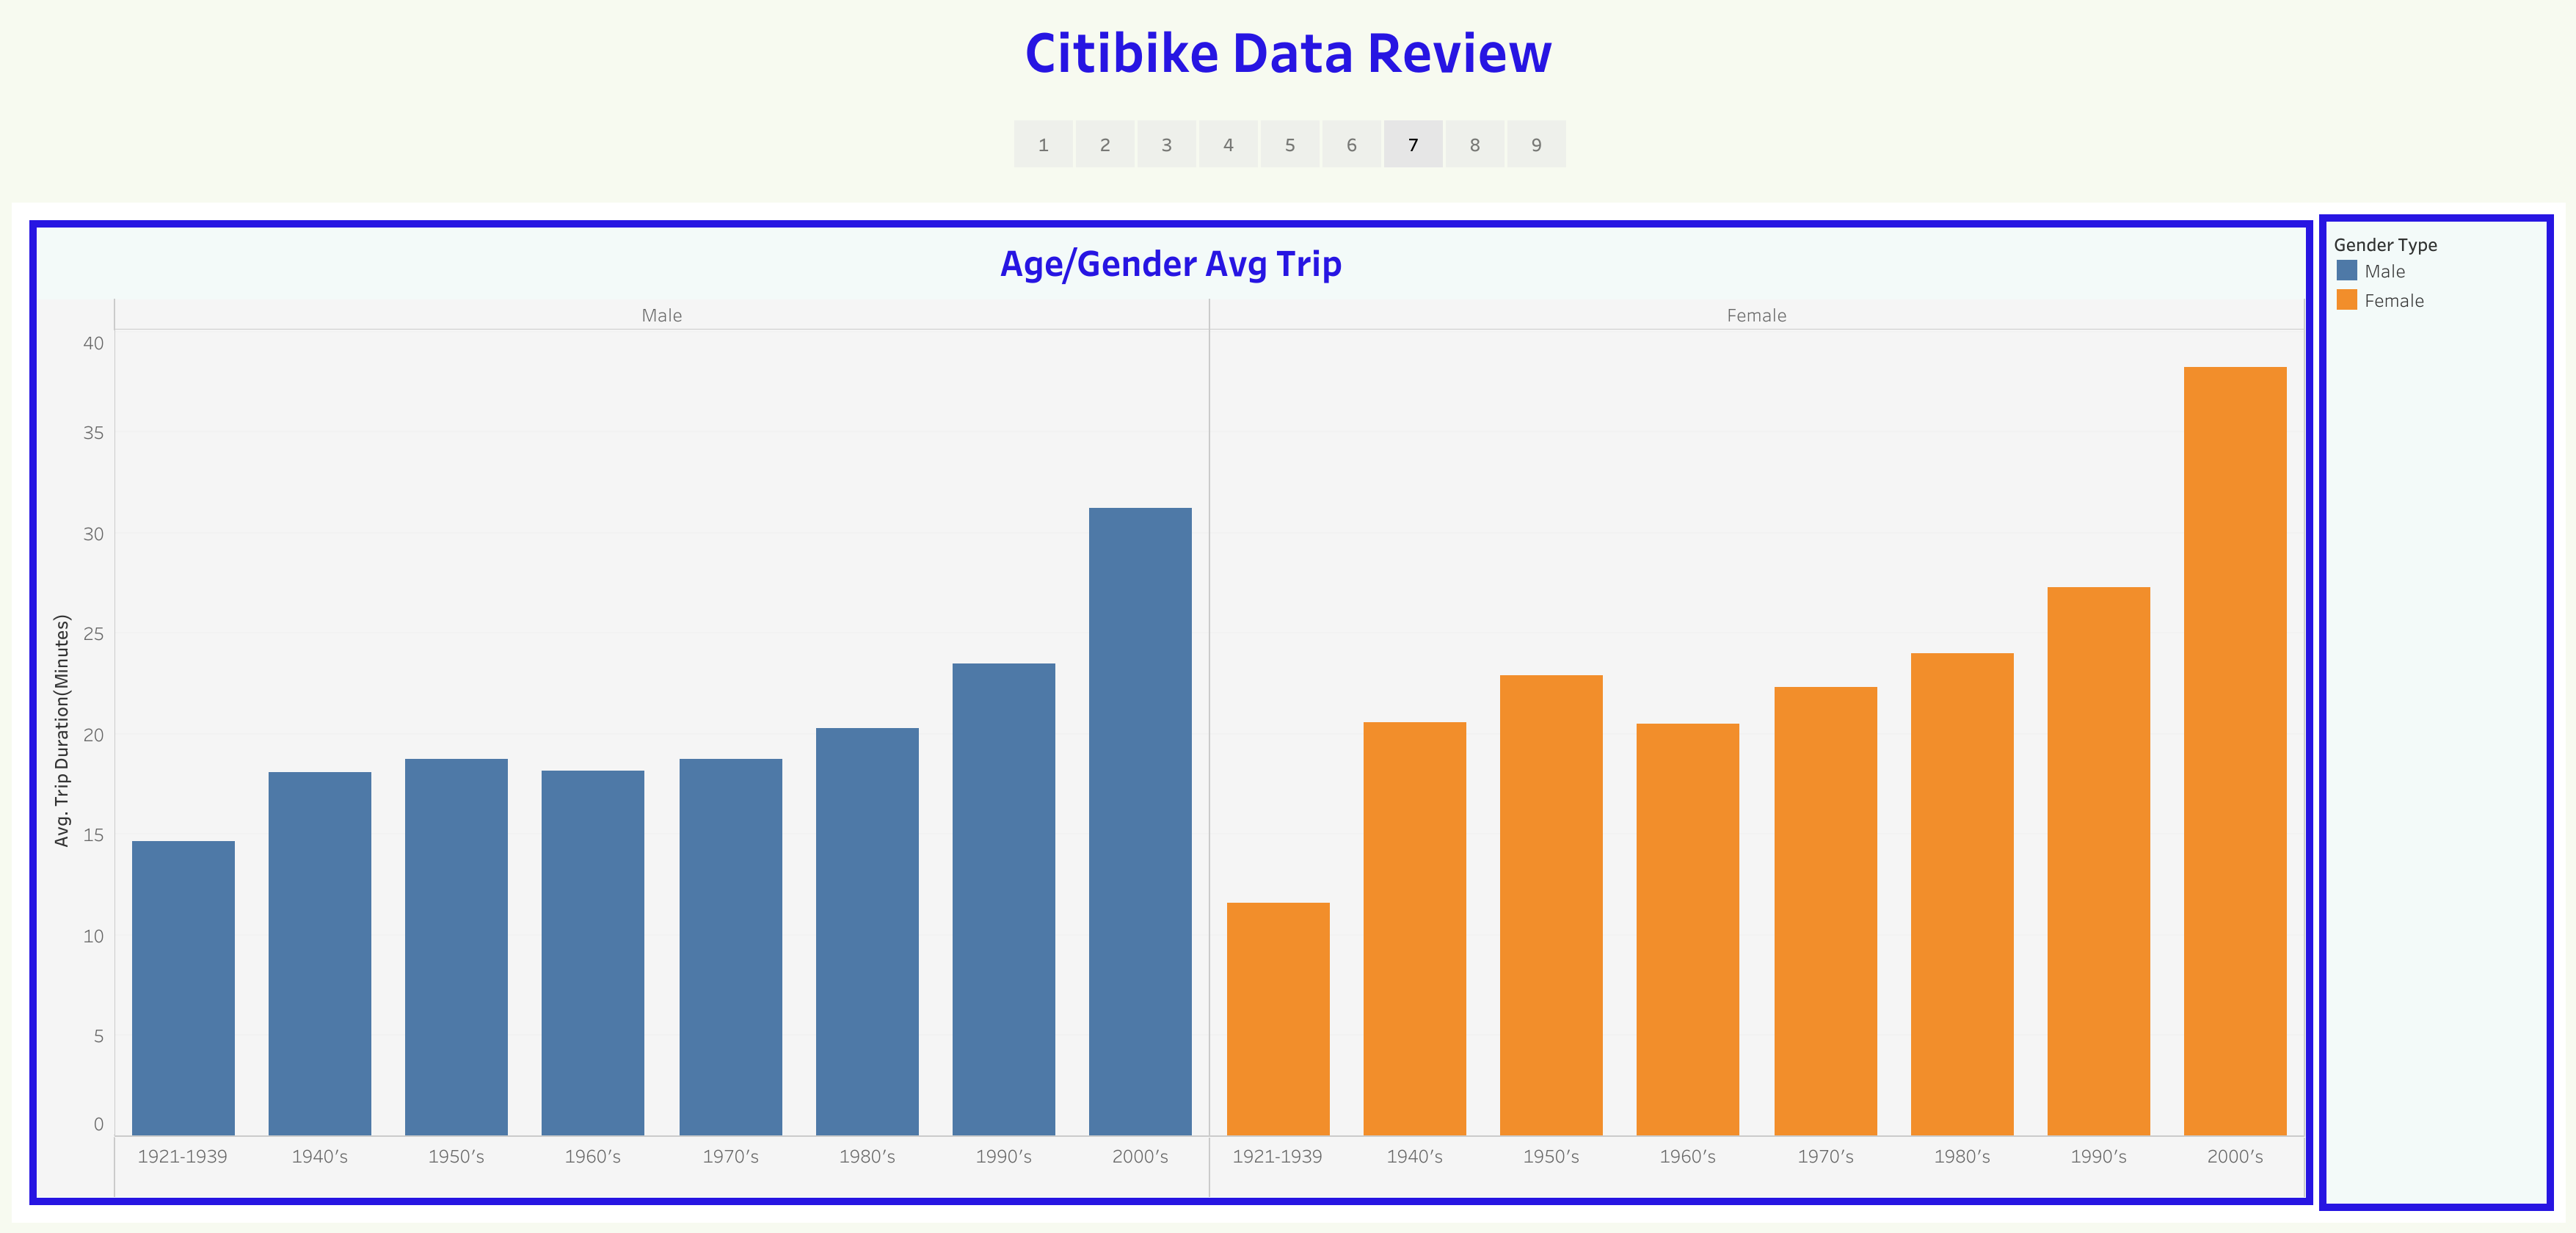 Citibike Data Review
1 2 3 4 5 6 7 8 9
Age/Gender Avg Trip
Gender Type
Male
Female
Male Female
Avg. Trip Duration(Minutes)
40
35
30
25
20
15
10
5
0
1921-1939 1940's 1950's 1960's 1970's 1980's 1990's 2000's 1921-1939 1940's 1950's 1960's 1970's 1980's 1990's 2000's